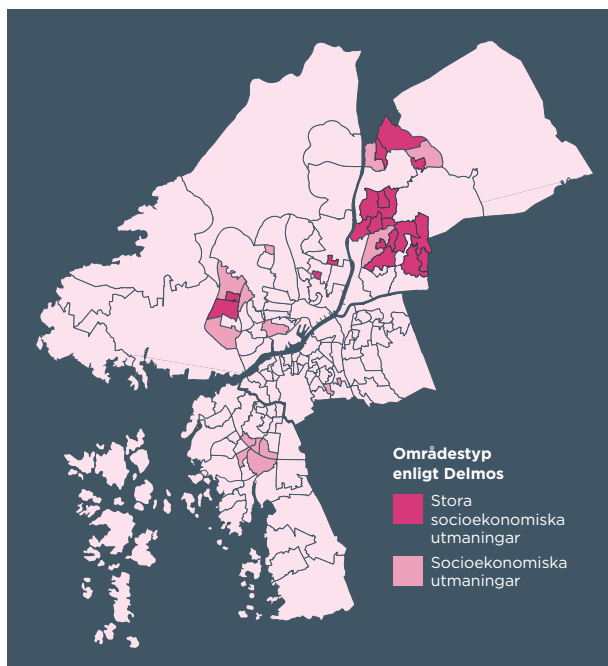 Områdestyp
enligt Delmos
Stora
socioekonomiska
utmaningar
Socioekonomiska
utmaningar